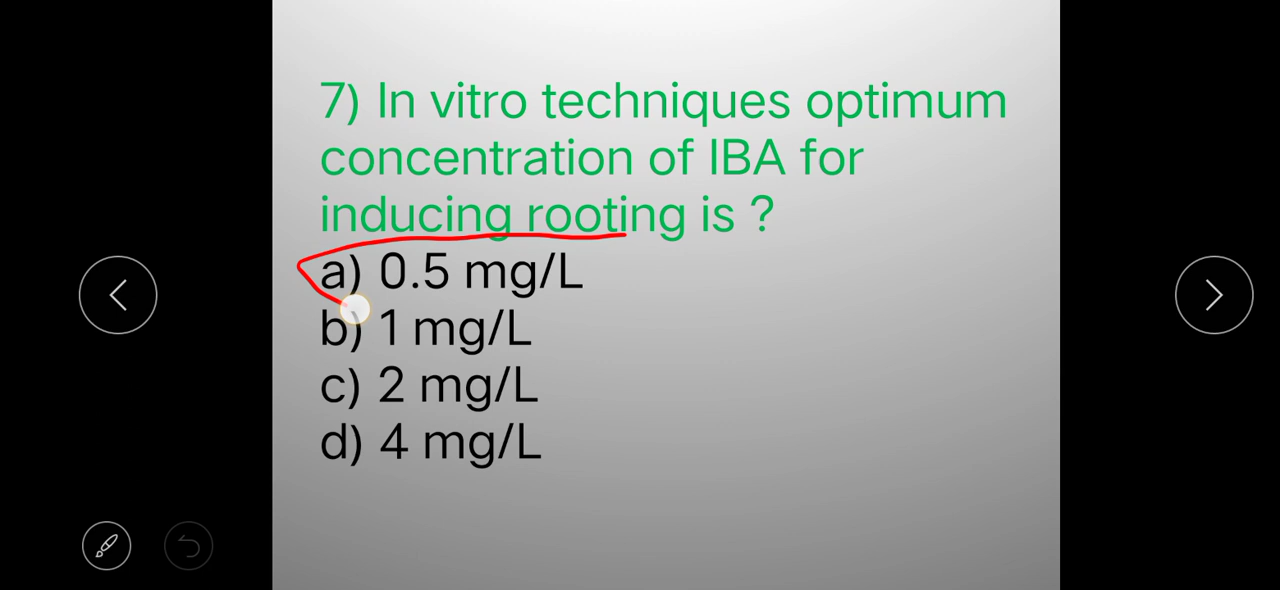 7) In vitro techniques optimum
concentration of IBA for
inducing rooting is ?
a) 0.5 mg/L
b) 1 mg/L
c) 2 mg/L
d) 4 mg/L